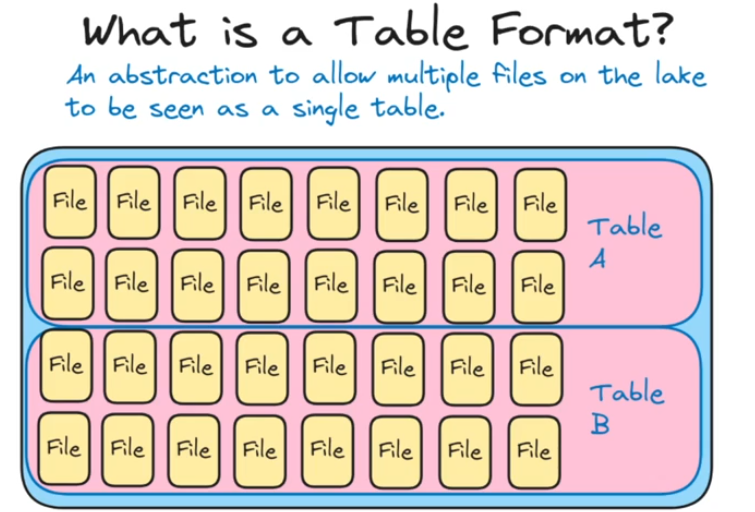 What is a Table Format?
An abstraction to allow multiple files on the lake
to be seen as a single table.
File File File File File File File File
Table
A
File File File File File File File File
File File File File File File File File
Table
B
File File File File File File File File